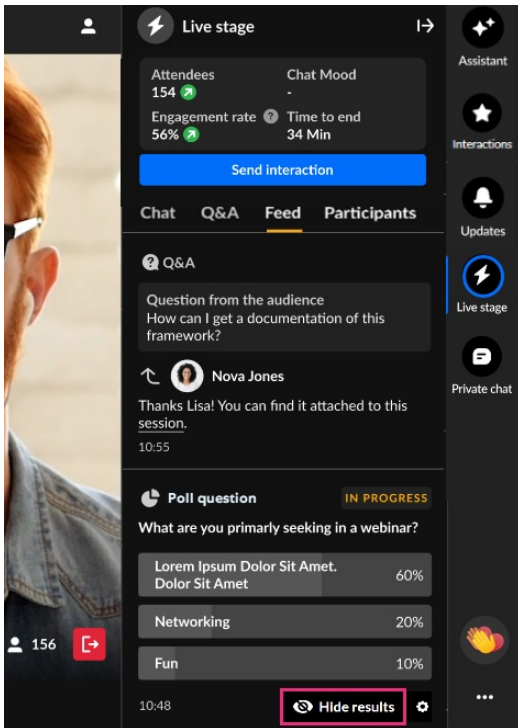 Live stage
Attendees
154
Chat Mood
-
Engagement rate ?
56%
Time to end
34 Min
Send interaction
Chat Q&A Feed Participants
? Q&A
Question from the audience
How can I get a documentation of this
framework?
Nova Jones
Thanks Lisa! You can find it attached to this
session.
10:55
Poll question IN PROGRESS
What are you primarly seeking in a webinar?
Lorem Ipsum Dolor Sit Amet.
Dolor Sit Amet
60%
Networking 20%
Fun 10%
10:48 Hide results
156
Assistant
Interactions
Updates
Live stage
Private chat